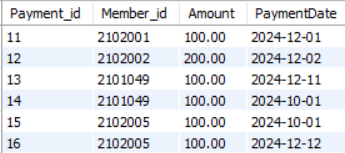 Payment_id Member_id Amount PaymentDate
11 2102001 100.00 2024-12-01
12 2102002 200.00 2024-12-02
13 2101049 100.00 2024-12-11
14 2101049 100.00 2024-10-01
15 2102005 100.00 2024-10-01
16 2102005 100.00 2024-12-12